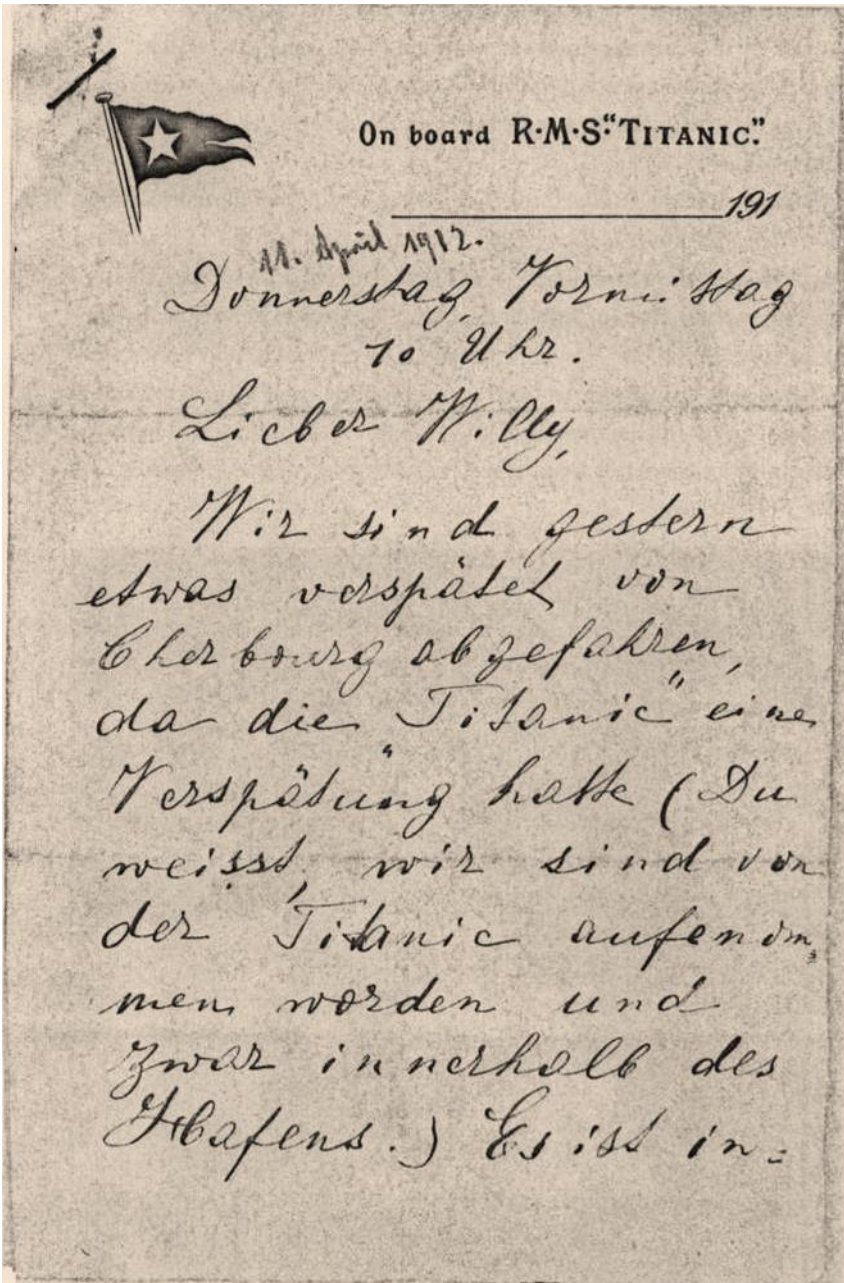 On board R·M·S·"TITANIC."
191
11. April 1912.
Donnerstag, Vormittag
10 Uhr.
Lieber Willy,
Wir sind gestern
etwas verspätet von
Cherbourg abgefahren,
da die "Titanic" eine
Verspätung hatte (Du
weisst, wir sind von
der Titanic aufenom-
men worden und
zwar innerhalb des
Hafens.) Es ist in-